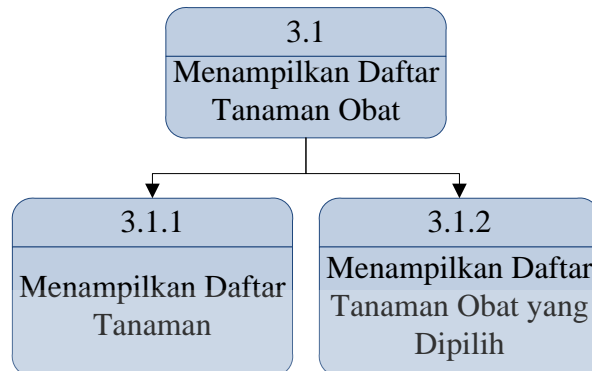 3.1
Menampilkan Daftar
Tanaman Obat
3.1.1
Menampilkan Daftar
Tanaman
3.1.2
Menampilkan Daftar
Tanaman Obat yang
Dipilih